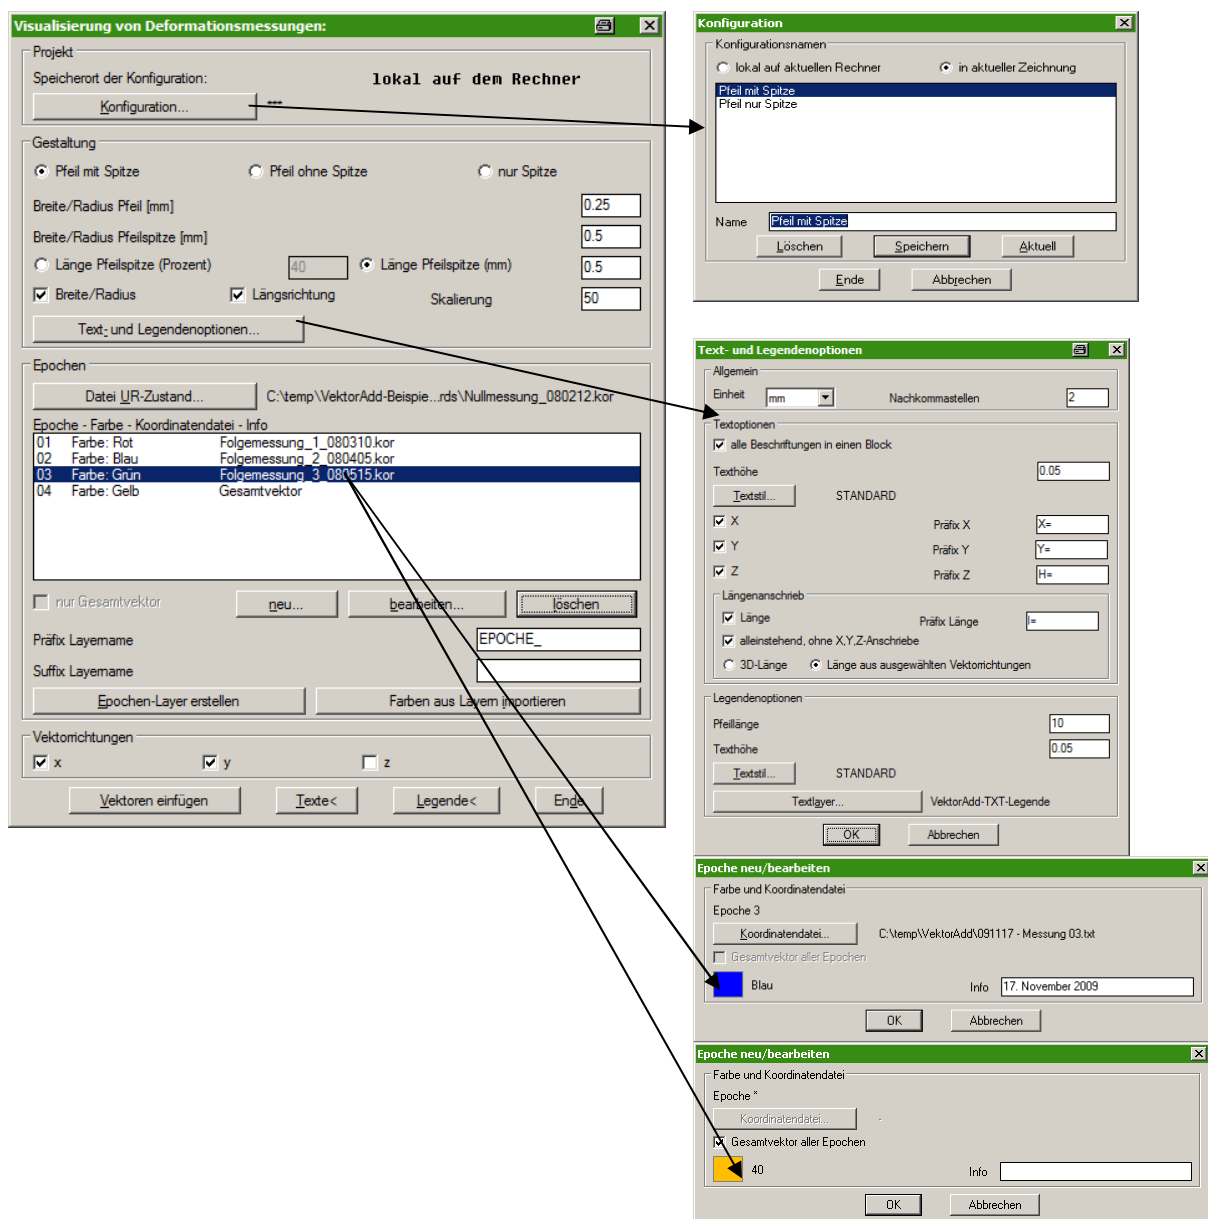 Visualisierung von Deformationsmessungen:
Projekt
Speicherort der Konfiguration: lokal auf dem Rechner
Konfiguration... ***
Gestaltung
Pfeil mit Spitze Pfeil ohne Spitze nur Spitze
Breite/Radius Pfeil [mm] 0.25
Breite/Radius Pfeilspitze [mm] 0.5
Länge Pfeilspitze (Prozent) 40 Länge Pfeilspitze (mm) 0.5
Breite/Radius Längsrichtung Skalierung 50
Text- und Legendenoptionen...
Epochen
Datei UR-Zustand... C:\temp\VektorAdd-Beispie...rds\Nullmessung_080212.kor
Epoche - Farbe - Koordinatendatei - Info
01 Farbe: Rot Folgemessung_1_080310.kor
02 Farbe: Blau Folgemessung_2_080405.kor
03 Farbe: Grün Folgemessung_3_080515.kor
04 Farbe: Gelb Gesamtvektor
nur Gesamtvektor neu... bearbeiten... löschen
Präfix Layername EPOCHE_
Suffix Layername
Epochen-Layer erstellen Farben aus Layern importieren
Vektorrichtungen
x y z
Vektoren einfügen Texte< Legende< Ende
Konfiguration
Konfigurationsnamen
lokal auf aktuellen Rechner in aktueller Zeichnung
Pfeil mit Spitze
Pfeil nur Spitze
Name Pfeil mit Spitze
Löschen Speichern Aktuell
Ende Abbrechen
Text- und Legendenoptionen
Allgemein
Einheit mm Nachkommastellen 2
Textoptionen
alle Beschriftungen in einen Block
Texthöhe 0.05
Textstil... STANDARD
X Präfix X X=
Y Präfix Y Y=
Z Präfix Z H=
Längenanschrieb
Länge Präfix Länge l=
alleinstehend, ohne X,Y,Z-Anschriebe
3D-Länge Länge aus ausgewählten Vektorrichtungen
Legendenoptionen
Pfeillänge 10
Texthöhe 0.05
Textstil... STANDARD
Textlayer... VektorAdd-TXT-Legende
OK Abbrechen
Epoche neu/bearbeiten
Farbe und Koordinatendatei
Epoche 3
Koordinatendatei... C:\temp\VektorAdd\091117 - Messung 03.txt
Gesamtvektor aller Epochen
Blau Info 17. November 2009
OK Abbrechen
Epoche neu/bearbeiten
Farbe und Koordinatendatei
Epoche *
Koordinatendatei... -
Gesamtvektor aller Epochen
40 Info
OK Abbrechen